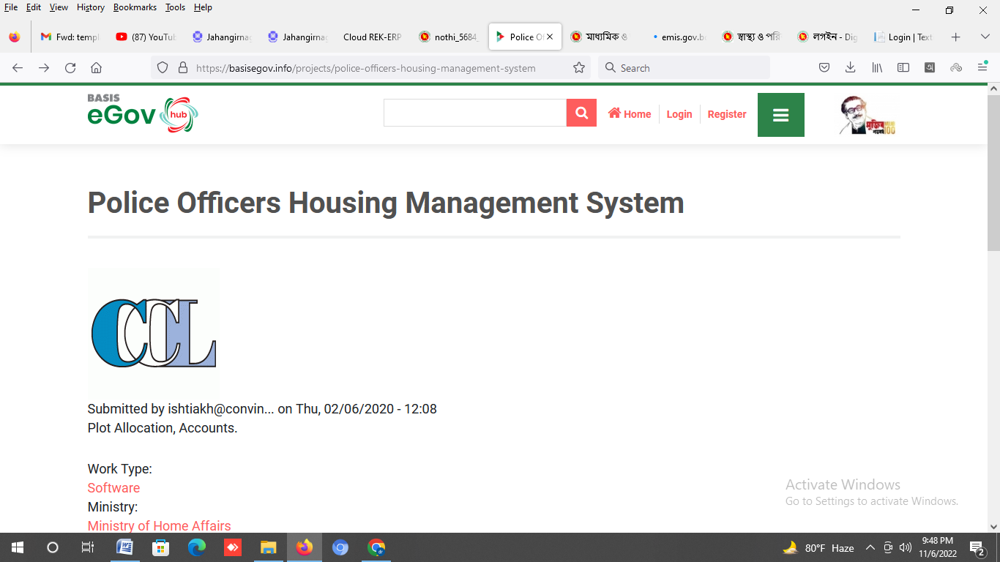 File Edit View History Bookmarks Tools Help
Fwd: templ
(87) YouTub
Jahangirnag
Jahangirnag
Cloud REK-ERP
nothi_5684_
Police Of
মাধ্যমিক ও
emis.gov.b
স্বাস্থ্য ও পরি
লগইন - Dig
Login | Text
https://basisegov.info/projects/police-officers-housing-management-system
Search
BASIS
eGov hub
Home Login Register
মুজিব
100
Police Officers Housing Management System
CCL
Submitted by ishtiakh@convin... on Thu, 02/06/2020 - 12:08
Plot Allocation, Accounts.
Work Type:
Software
Ministry:
Ministry of Home Affairs
Activate Windows
Go to Settings to activate Windows.
80°F Haze
9:48 PM
11/6/2022
2